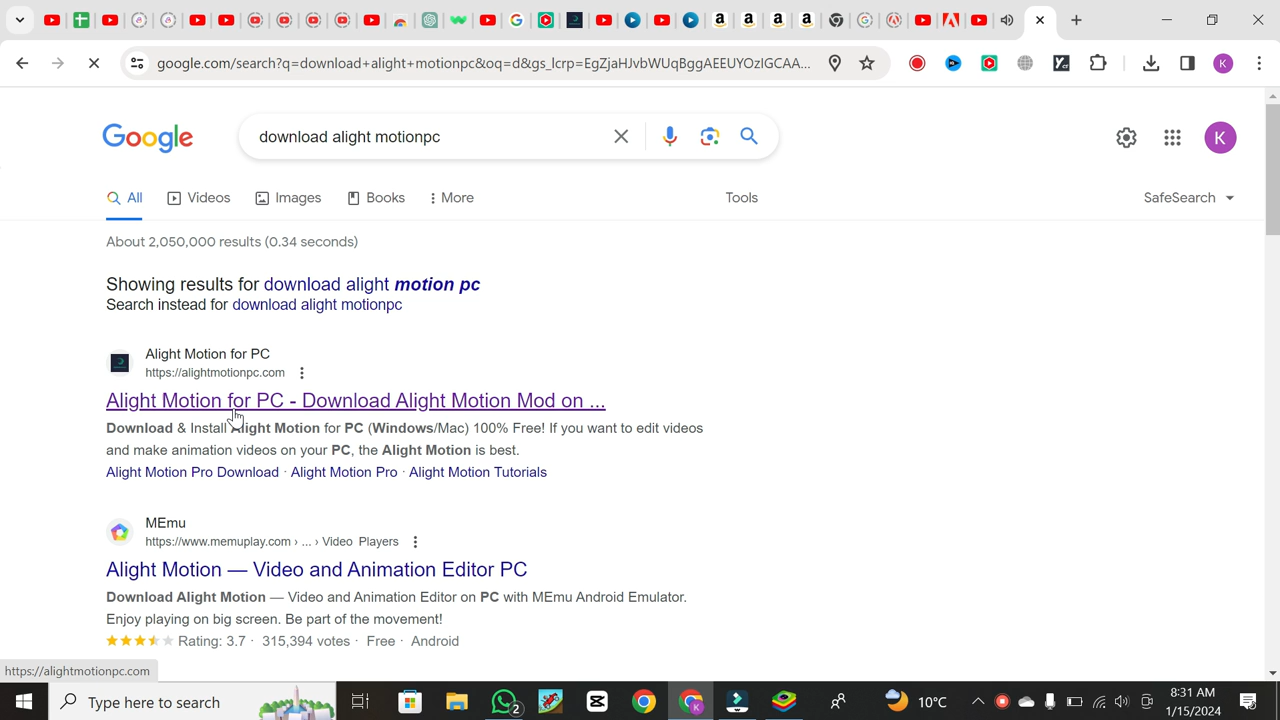 google.com/search?q=download+alight+motionpc&oq=d&gs_lcrp=EgZjaHJvbWUqBggAEEUYOzIGCAA...
K
Google
download alight motionpc
K
All
Videos
Images
Books
More
Tools
SafeSearch
About 2,050,000 results (0.34 seconds)
Showing results for download alight motion pc
Search instead for download alight motionpc
Alight Motion for PC
https://alightmotionpc.com
Alight Motion for PC - Download Alight Motion Mod on ...
Download & Install Alight Motion for PC (Windows/Mac) 100% Free! If you want to edit videos
and make animation videos on your PC, the Alight Motion is best.
Alight Motion Pro Download · Alight Motion Pro · Alight Motion Tutorials
MEmu
https://www.memuplay.com › ... › Video Players
Alight Motion — Video and Animation Editor PC
Download Alight Motion — Video and Animation Editor on PC with MEmu Android Emulator.
Enjoy playing on big screen. Be part of the movement!
Rating: 3.7 · 315,394 votes · Free · Android
https://alightmotionpc.com
Type here to search
2
K
10°C
8:31 AM
1/15/2024